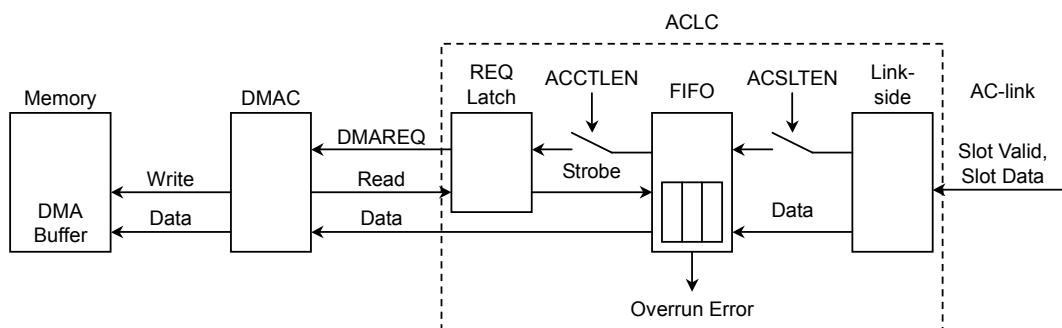 ACLC
REQ
Latch
ACCTLEN
FIFO
ACSLTEN
Link-
side
AC-link
Memory
DMAC
DMAREQ
Strobe
Slot Valid,
Slot Data
Write
Read
DMA
Buffer
Data
Data
Data
Overrun Error